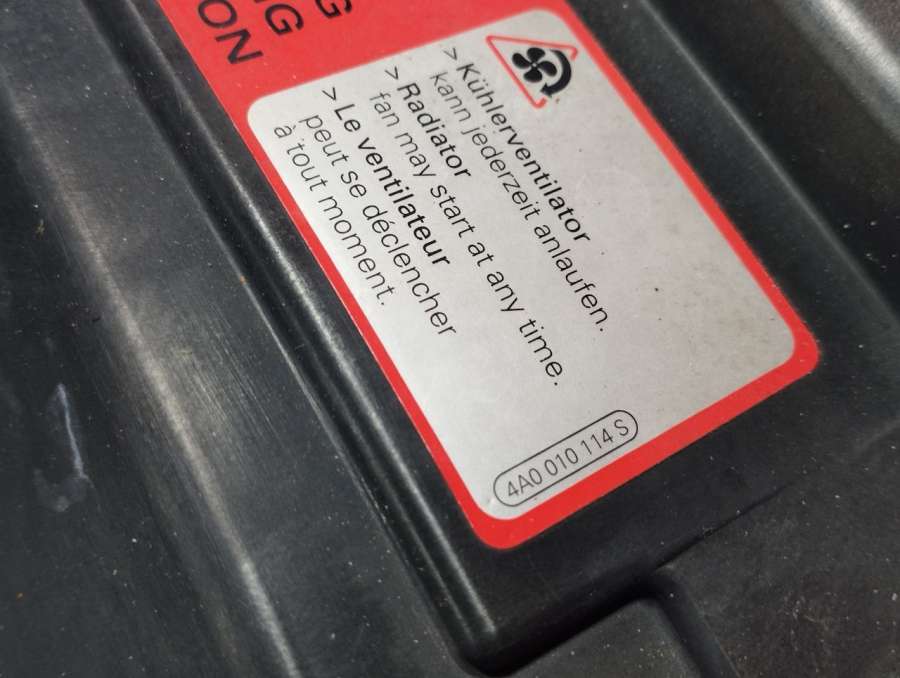 > Kühlerventilator
kann jederzeit anlaufen.
> Radiator
fan may start at any time.
> Le ventilateur
peut se déclencher
à tout moment.
4A0 010 114 S